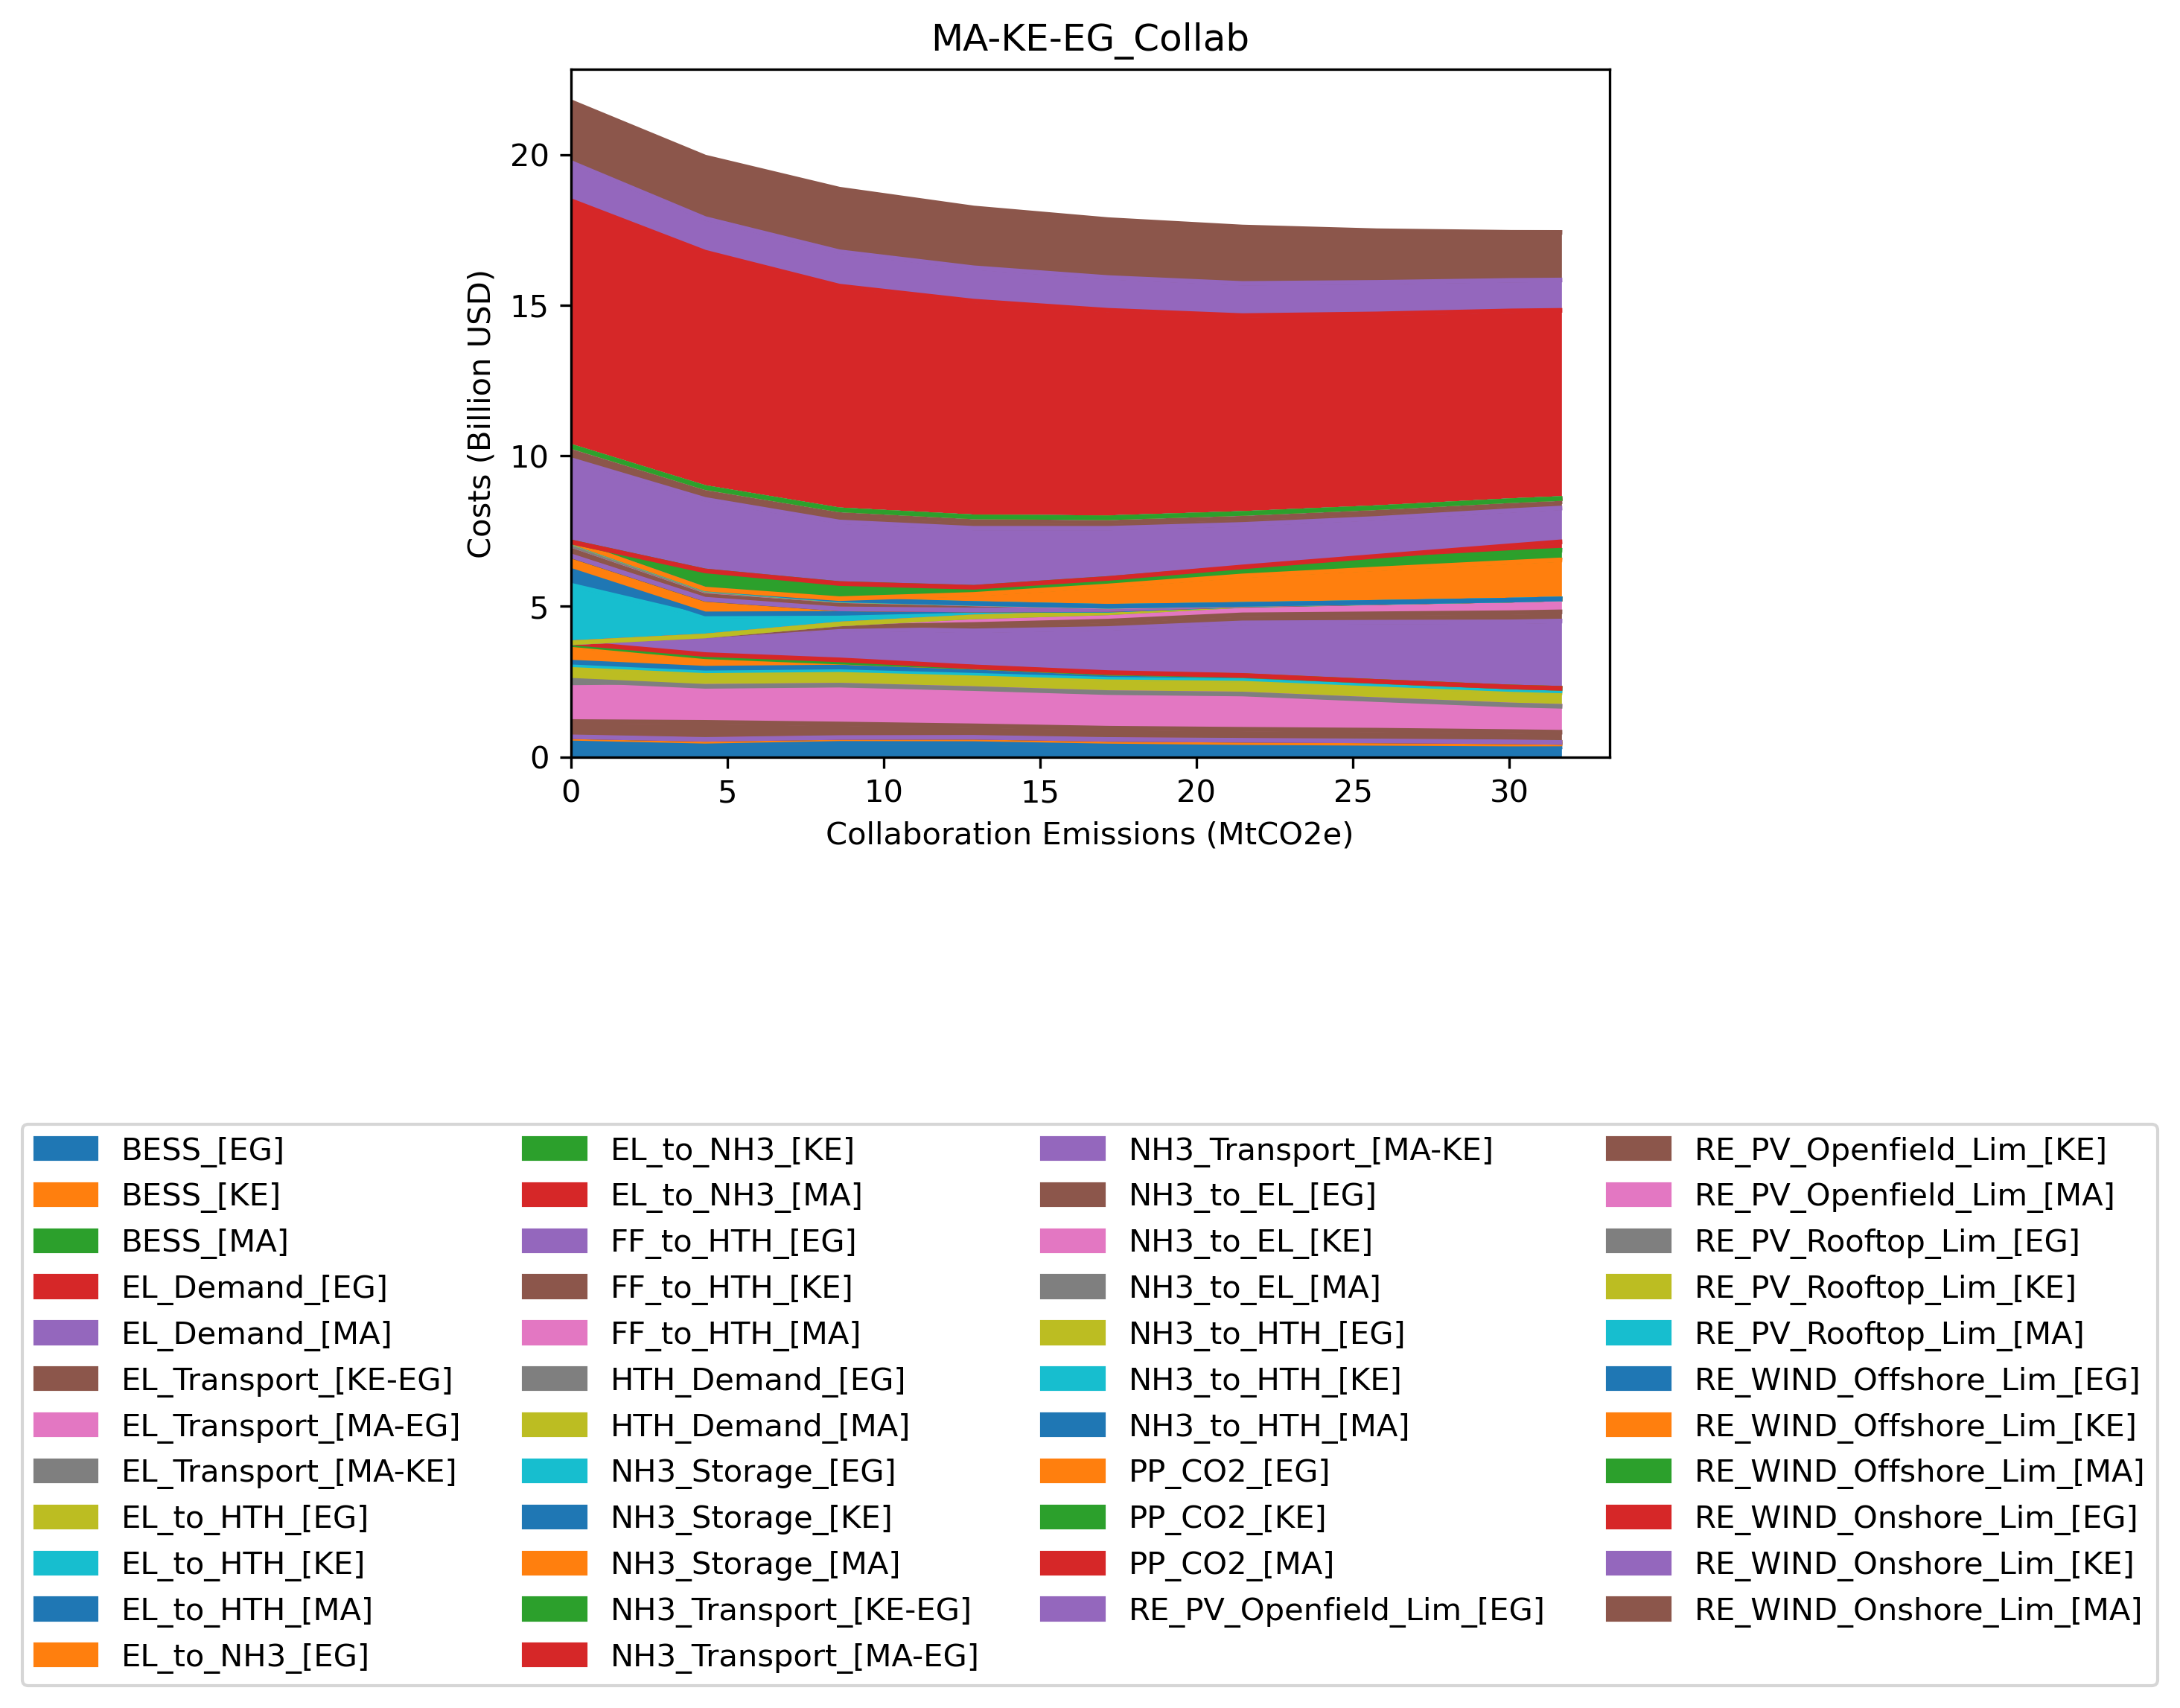 MA-KE-EG_Collab
Costs (Billion USD)
20
15
10
5
0
0 5 10 15 20 25 30
Collaboration Emissions (MtCO2e)
BESS_[EG]
BESS_[KE]
BESS_[MA]
EL_Demand_[EG]
EL_Demand_[MA]
EL_Transport_[KE-EG]
EL_Transport_[MA-EG]
EL_Transport_[MA-KE]
EL_to_HTH_[EG]
EL_to_HTH_[KE]
EL_to_HTH_[MA]
EL_to_NH3_[EG]
EL_to_NH3_[KE]
EL_to_NH3_[MA]
FF_to_HTH_[EG]
FF_to_HTH_[KE]
FF_to_HTH_[MA]
HTH_Demand_[EG]
HTH_Demand_[MA]
NH3_Storage_[EG]
NH3_Storage_[KE]
NH3_Storage_[MA]
NH3_Transport_[KE-EG]
NH3_Transport_[MA-EG]
NH3_Transport_[MA-KE]
NH3_to_EL_[EG]
NH3_to_EL_[KE]
NH3_to_EL_[MA]
NH3_to_HTH_[EG]
NH3_to_HTH_[KE]
NH3_to_HTH_[MA]
PP_CO2_[EG]
PP_CO2_[KE]
PP_CO2_[MA]
RE_PV_Openfield_Lim_[EG]
RE_PV_Openfield_Lim_[KE]
RE_PV_Openfield_Lim_[MA]
RE_PV_Rooftop_Lim_[EG]
RE_PV_Rooftop_Lim_[KE]
RE_PV_Rooftop_Lim_[MA]
RE_WIND_Offshore_Lim_[EG]
RE_WIND_Offshore_Lim_[KE]
RE_WIND_Offshore_Lim_[MA]
RE_WIND_Onshore_Lim_[EG]
RE_WIND_Onshore_Lim_[KE]
RE_WIND_Onshore_Lim_[MA]